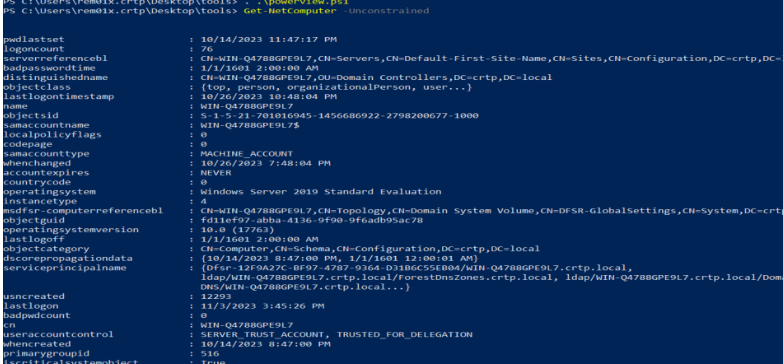 PS C:\Users\rem01x.crtp\Desktop\tools> . .\powerview.ps1
PS C:\Users\rem01x.crtp\Desktop\tools> Get-NetComputer -Unconstrained
pwdlastset : 10/14/2023 11:47:17 PM
logoncount : 76
serverreferencebl : CN=WIN-Q4788GPE9L7,CN=Servers,CN=Default-First-Site-Name,CN=Sites,CN=Configuration,DC=crtp,DC=
badpasswordtime : 1/1/1601 2:00:00 AM
distinguishedname : CN=WIN-Q4788GPE9L7,OU=Domain Controllers,DC=crtp,DC=local
objectclass : {top, person, organizationalPerson, user...}
lastlogontimestamp : 10/26/2023 10:48:04 PM
name : WIN-Q4788GPE9L7
objectsid : S-1-5-21-701016945-1456686922-2798200677-1000
samaccountname : WIN-Q4788GPE9L7$
localpolicyflags : 0
codepage : 0
samaccounttype : MACHINE_ACCOUNT
whenchanged : 10/26/2023 7:48:04 PM
accountexpires : NEVER
countrycode : 0
operatingsystem : Windows Server 2019 Standard Evaluation
instancetype : 4
msdfsr-computerreferencebl : CN=WIN-Q4788GPE9L7,CN=Topology,CN=Domain System Volume,CN=DFSR-GlobalSettings,CN=System,DC=crtp
objectguid : fd11ef97-abba-4136-9f90-9f6adb95ac78
operatingsystemversion : 10.0 (17763)
lastlogoff : 1/1/1601 2:00:00 AM
objectcategory : CN=Computer,CN=Schema,CN=Configuration,DC=crtp,DC=local
dscorepropagationdata : {10/14/2023 8:47:00 PM, 1/1/1601 12:00:01 AM}
serviceprincipalname : {Dfsr-12F9A27C-BF97-4787-9364-D31B6C55EB04/WIN-Q4788GPE9L7.crtp.local,
ldap/WIN-Q4788GPE9L7.crtp.local/ForestDnsZones.crtp.local, ldap/WIN-Q4788GPE9L7.crtp.local/Dom
DNS/WIN-Q4788GPE9L7.crtp.local...}
usncreated : 12293
lastlogon : 11/3/2023 3:45:26 PM
badpwdcount : 0
cn : WIN-Q4788GPE9L7
useraccountcontrol : SERVER_TRUST_ACCOUNT, TRUSTED_FOR_DELEGATION
whencreated : 10/14/2023 8:47:00 PM
primarygroupid : 516
iscriticalsystemobject : True